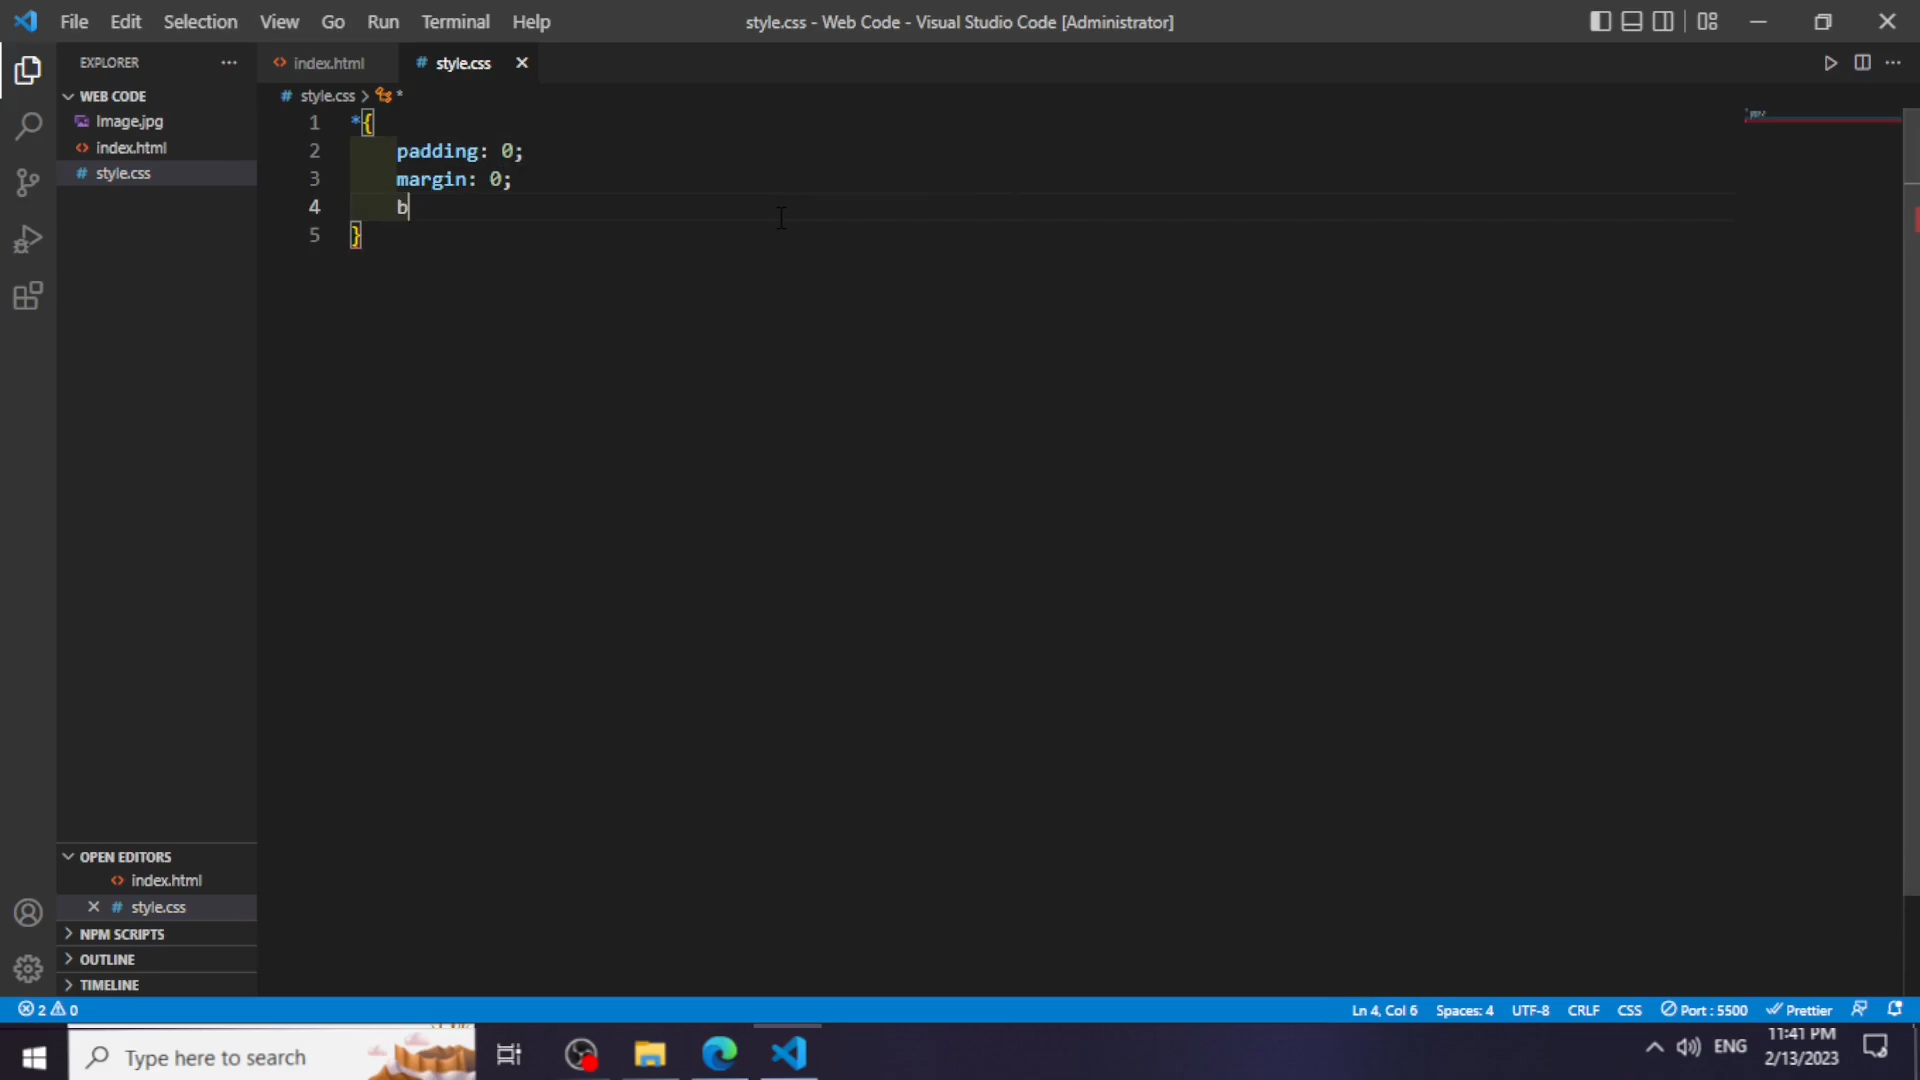 File Edit Selection View Go Run Terminal Help
style.css - Web Code - Visual Studio Code [Administrator]
EXPLORER
WEB CODE
Image.jpg
index.html
style.css
index.html
style.css
style.css > *
1 *{
2 padding: 0;
3 margin: 0;
4 b
5 }
OPEN EDITORS
index.html
style.css
NPM SCRIPTS
OUTLINE
TIMELINE
2 0
Ln 4, Col 6 Spaces: 4 UTF-8 CRLF CSS Port : 5500 Prettier
Type here to search
ENG
11:41 PM
2/13/2023